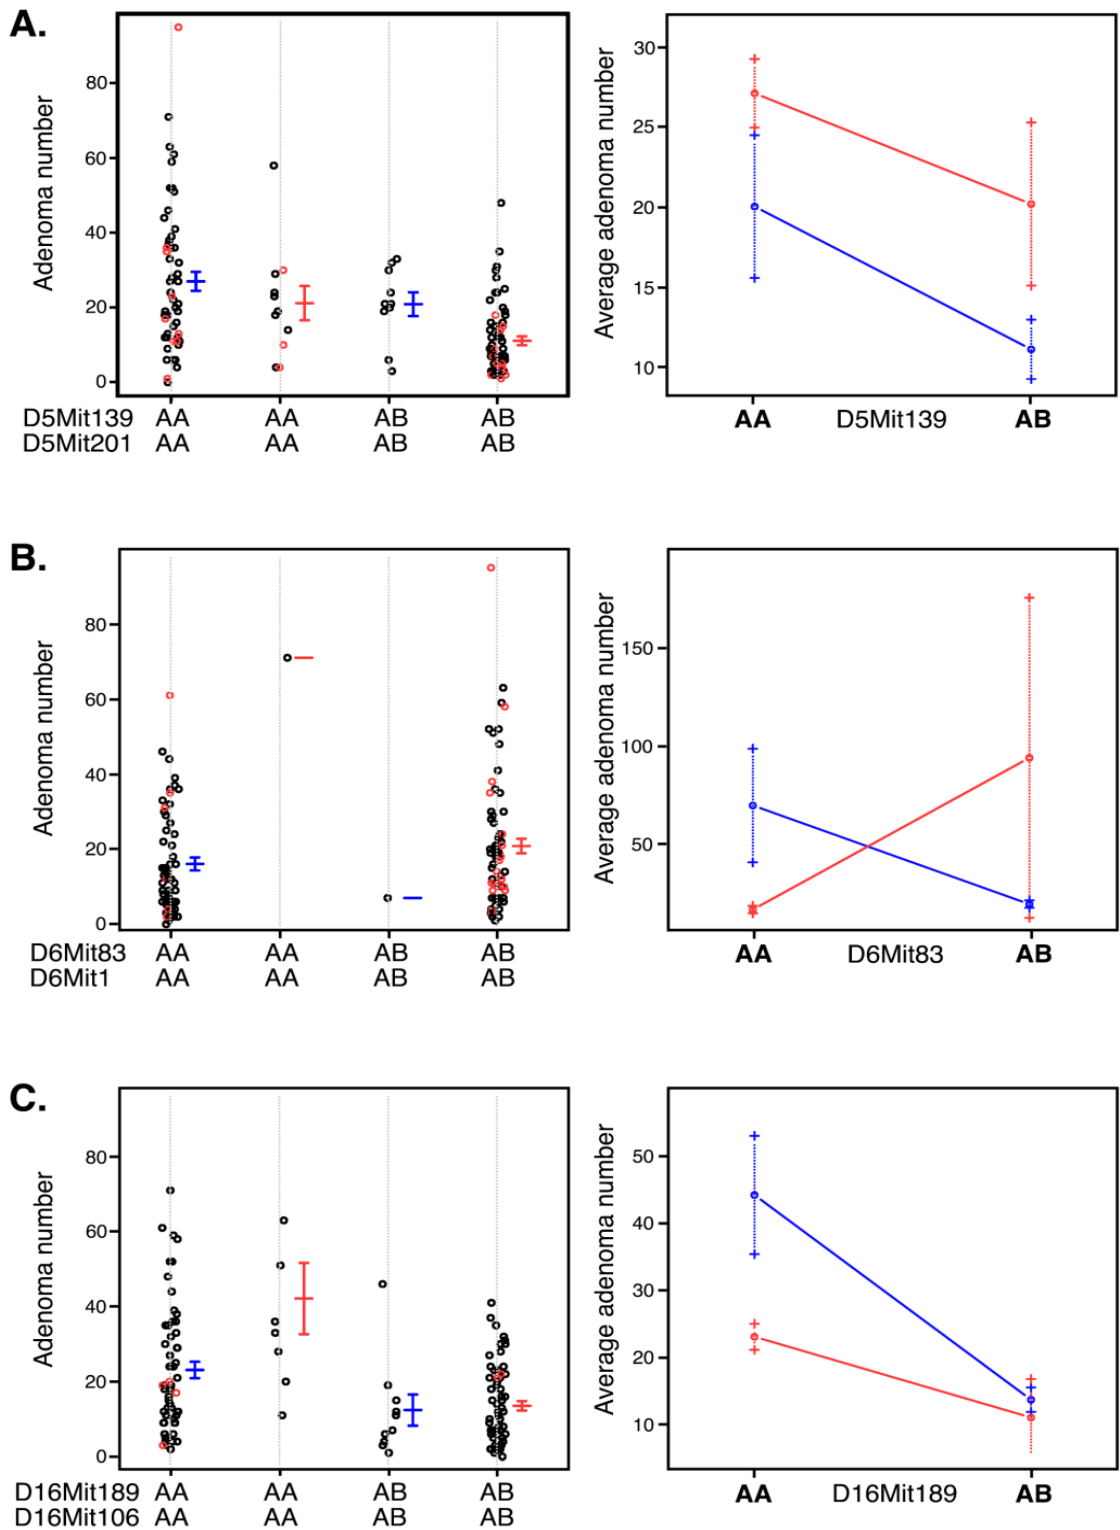 A.
Adenoma number
80
60
40
20
0
D5Mit139 AA AA AB AB
D5Mit201 AA AA AB AB
Average adenoma number
30
25
20
15
10
AA D5Mit139 AB
B.
Adenoma number
80
60
40
20
0
D6Mit83 AA AA AB AB
D6Mit1 AA AA AB AB
Average adenoma number
150
100
50
AA D6Mit83 AB
C.
Adenoma number
80
60
40
20
0
D16Mit189 AA AA AB AB
D16Mit106 AA AA AB AB
Average adenoma number
50
40
30
20
10
AA D16Mit189 AB